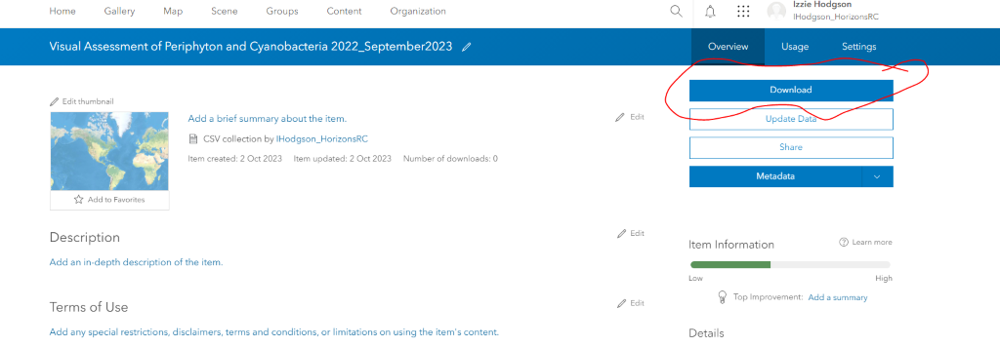 Home Gallery Map Scene Groups Content Organization
Izzie Hodgson
IHodgson_HorizonsRC
Visual Assessment of Periphyton and Cyanobacteria 2022_September2023
Overview Usage Settings
Edit thumbnail
Add a brief summary about the item.
Edit
CSV collection by IHodgson_HorizonsRC
Item created: 2 Oct 2023 Item updated: 2 Oct 2023 Number of downloads: 0
Add to Favorites
Download
Update Data
Share
Metadata
Description
Edit
Add an in-depth description of the item.
Item Information
Learn more
Low High
Top Improvement: Add a summary
Terms of Use
Edit
Add any special restrictions, disclaimers, terms and conditions, or limitations on using the item's content.
Details